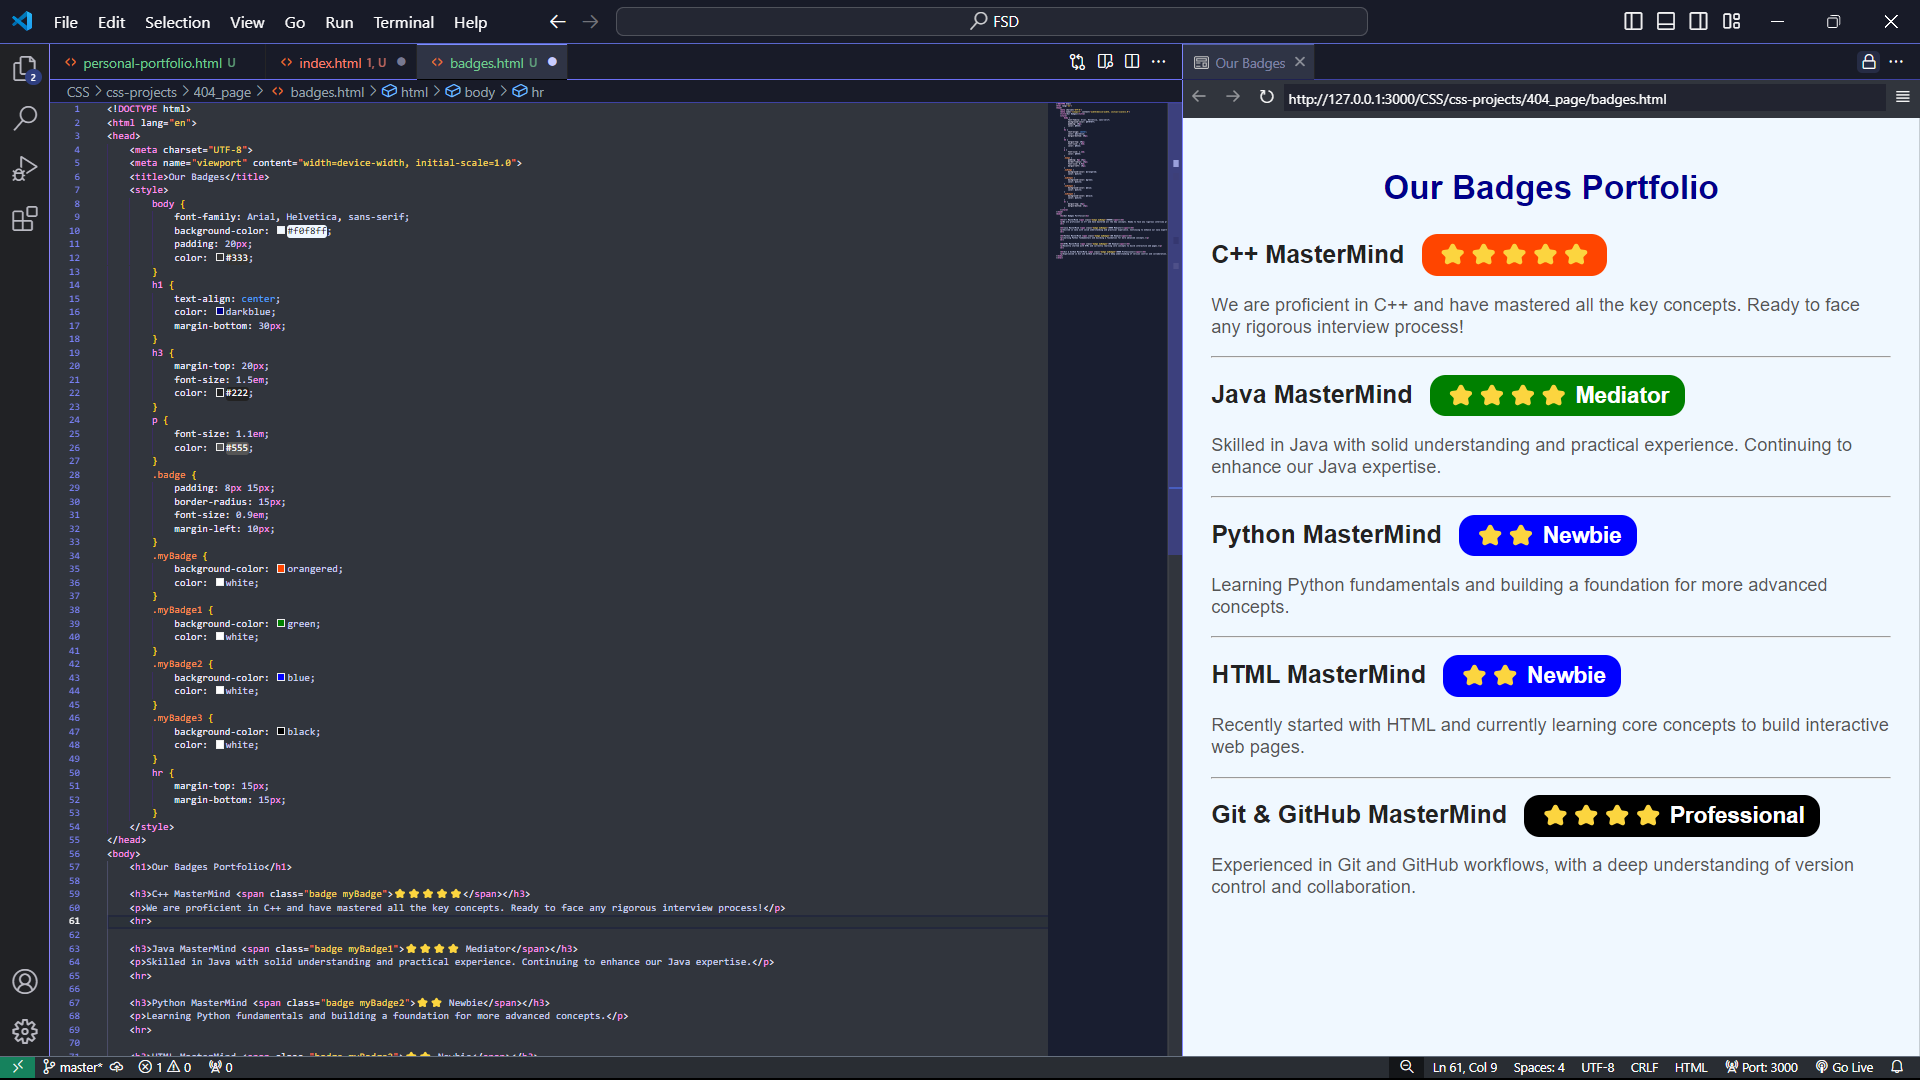 File Edit Selection View Go Run Terminal Help FSD
personal-portfolio.html U index.html 1, U badges.html U
CSS > css-projects > 404_page > badges.html > html > body > hr
1 <!DOCTYPE html>
2 <html lang="en">
3 <head>
4 <meta charset="UTF-8">
5 <meta name="viewport" content="width=device-width, initial-scale=1.0">
6 <title>Our Badges</title>
7 <style>
8 body {
9 font-family: Arial, Helvetica, sans-serif;
10 background-color: #f0f8ff;
11 padding: 20px;
12 color: #333;
13 }
14 h1 {
15 text-align: center;
16 color: darkblue;
17 margin-bottom: 30px;
18 }
19 h3 {
20 margin-top: 20px;
21 font-size: 1.5em;
22 color: #222;
23 }
24 p {
25 font-size: 1.1em;
26 color: #555;
27 }
28 .badge {
29 padding: 8px 15px;
30 border-radius: 15px;
31 font-size: 0.9em;
32 margin-left: 10px;
33 }
34 .myBadge {
35 background-color: orangered;
36 color: white;
37 }
38 .myBadge1 {
39 background-color: green;
40 color: white;
41 }
42 .myBadge2 {
43 background-color: blue;
44 color: white;
45 }
46 .myBadge3 {
47 background-color: black;
48 color: white;
49 }
50 hr {
51 margin-top: 15px;
52 margin-bottom: 15px;
53 }
54 </style>
55 </head>
56 <body>
57 <h1>Our Badges Portfolio</h1>
58
59 <h3>C++ MasterMind <span class="badge myBadge">⭐⭐⭐⭐⭐</span></h3>
60 <p>We are proficient in C++ and have mastered all the key concepts. Ready to face any rigorous interview process!</p>
61 <hr>
62
63 <h3>Java MasterMind <span class="badge myBadge1">⭐⭐⭐⭐ Mediator</span></h3>
64 <p>Skilled in Java with solid understanding and practical experience. Continuing to enhance our Java expertise.</p>
65 <hr>
66
67 <h3>Python MasterMind <span class="badge myBadge2">⭐⭐ Newbie</span></h3>
68 <p>Learning Python fundamentals and building a foundation for more advanced concepts.</p>
69 <hr>
70
Our Badges
http://127.0.0.1:3000/CSS/css-projects/404_page/badges.html
Our Badges Portfolio
C++ MasterMind ⭐⭐⭐⭐⭐
We are proficient in C++ and have mastered all the key concepts. Ready to face
any rigorous interview process!
Java MasterMind ⭐⭐⭐⭐ Mediator
Skilled in Java with solid understanding and practical experience. Continuing to
enhance our Java expertise.
Python MasterMind ⭐⭐ Newbie
Learning Python fundamentals and building a foundation for more advanced
concepts.
HTML MasterMind ⭐⭐ Newbie
Recently started with HTML and currently learning core concepts to build interactive
web pages.
Git & GitHub MasterMind ⭐⭐⭐⭐ Professional
Experienced in Git and GitHub workflows, with a deep understanding of version
control and collaboration.
2
master* 1 0 0 Ln 61, Col 9 Spaces: 4 UTF-8 CRLF HTML Port: 3000 Go Live